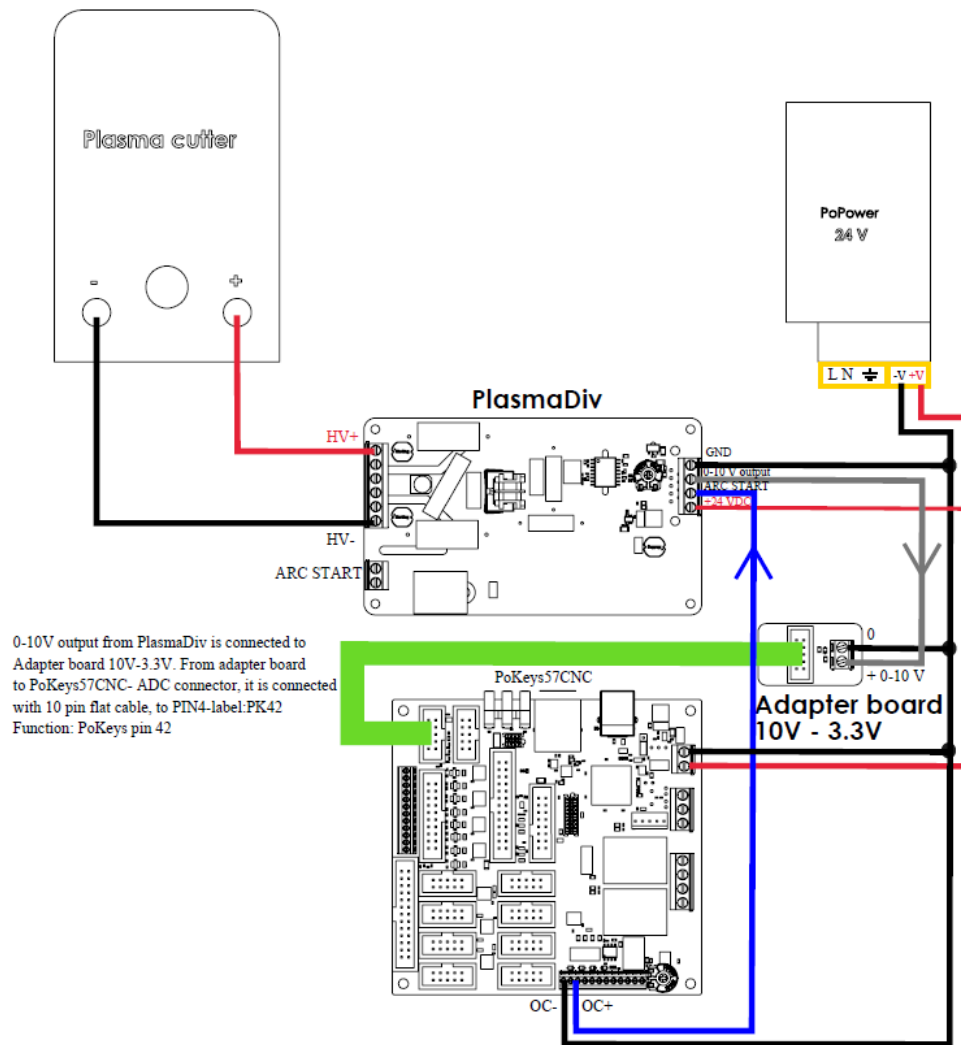 Plasma cutter
-
+
PoPower
24 V
L N -V +V
PlasmaDiv
HV+
HV-
ARC START
GND
0-10 V output
ARC START
+24 VDC
0-10V output from PlasmaDiv is connected to
Adapter board 10V-3.3V. From adapter board
to PoKeys57CNC- ADC connector, it is connected
with 10 pin flat cable, to PIN4-label:PK42
Function: PoKeys pin 42
0
+ 0-10 V
Adapter board
10V - 3.3V
PoKeys57CNC
OC- OC+